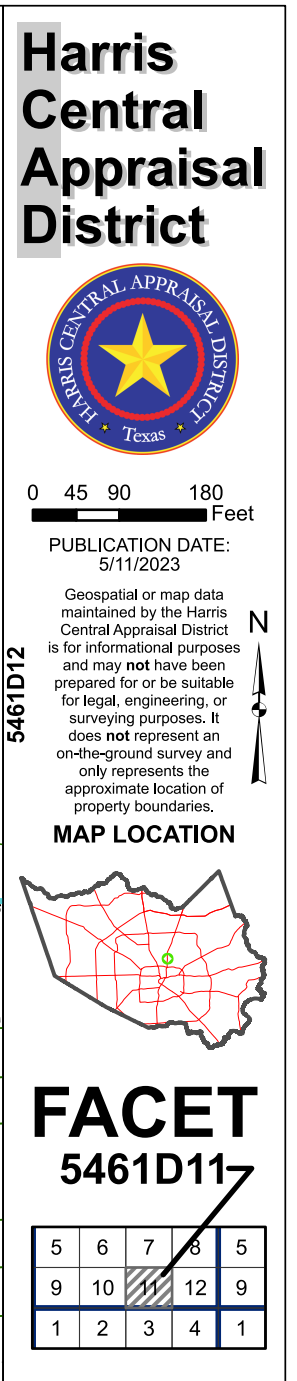 Harris
Central
Appraisal
District
HARRIS CENTRAL APPRAISAL DISTRICT
Texas
0 45 90 180
Feet
PUBLICATION DATE:
5/11/2023
Geospatial or map data
maintained by the Harris
Central Appraisal District
is for informational purposes
and may not have been
prepared for or be suitable
for legal, engineering, or
surveying purposes. It
does not represent an
on-the-ground survey and
only represents the
approximate location of
property boundaries.
N
5461D12
MAP LOCATION
FACET
5461D11
5 6 7 8 5
9 10 11 12 9
1 2 3 4 1